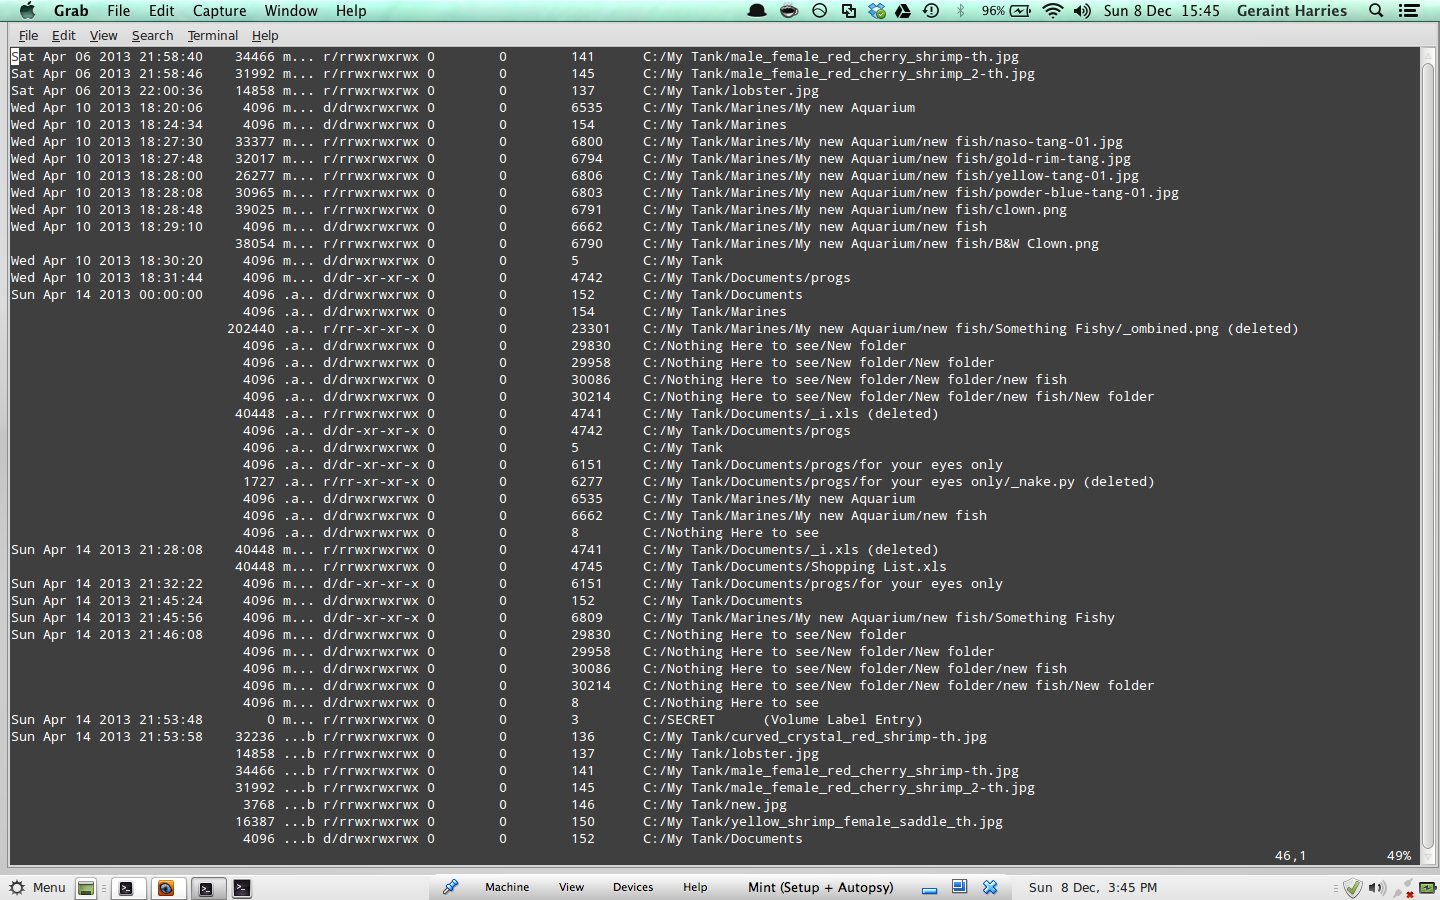 Grab File Edit Capture Window Help 96% Sun 8 Dec 15:45 Geraint Harries
File Edit View Search Terminal Help
Sat Apr 06 2013 21:58:40 34466 m... r/rrwxrwxrwx 0 0 141 C:/My Tank/male_female_red_cherry_shrimp-th.jpg
Sat Apr 06 2013 21:58:46 31992 m... r/rrwxrwxrwx 0 0 145 C:/My Tank/male_female_red_cherry_shrimp_2-th.jpg
Sat Apr 06 2013 22:00:36 14858 m... r/rrwxrwxrwx 0 0 137 C:/My Tank/lobster.jpg
Wed Apr 10 2013 18:20:06 4096 m... d/drwxrwxrwx 0 0 6535 C:/My Tank/Marines/My new Aquarium
Wed Apr 10 2013 18:24:34 4096 m... d/drwxrwxrwx 0 0 154 C:/My Tank/Marines
Wed Apr 10 2013 18:27:30 33377 m... r/rrwxrwxrwx 0 0 6800 C:/My Tank/Marines/My new Aquarium/new fish/naso-tang-01.jpg
Wed Apr 10 2013 18:27:48 32017 m... r/rrwxrwxrwx 0 0 6794 C:/My Tank/Marines/My new Aquarium/new fish/gold-rim-tang.jpg
Wed Apr 10 2013 18:28:00 26277 m... r/rrwxrwxrwx 0 0 6806 C:/My Tank/Marines/My new Aquarium/new fish/yellow-tang-01.jpg
Wed Apr 10 2013 18:28:08 30965 m... r/rrwxrwxrwx 0 0 6803 C:/My Tank/Marines/My new Aquarium/new fish/powder-blue-tang-01.jpg
Wed Apr 10 2013 18:28:48 39025 m... r/rrwxrwxrwx 0 0 6791 C:/My Tank/Marines/My new Aquarium/new fish/clown.png
Wed Apr 10 2013 18:29:10 4096 m... d/drwxrwxrwx 0 0 6662 C:/My Tank/Marines/My new Aquarium/new fish
38054 m... r/rrwxrwxrwx 0 0 6790 C:/My Tank/Marines/My new Aquarium/new fish/B&W Clown.png
Wed Apr 10 2013 18:30:20 4096 m... d/drwxrwxrwx 0 0 5 C:/My Tank
Wed Apr 10 2013 18:31:44 4096 m... d/dr-xr-xr-x 0 0 4742 C:/My Tank/Documents/progs
Sun Apr 14 2013 00:00:00 4096 .a.. d/drwxrwxrwx 0 0 152 C:/My Tank/Documents
4096 .a.. d/drwxrwxrwx 0 0 154 C:/My Tank/Marines
202440 .a.. r/rr-xr-xr-x 0 0 23301 C:/My Tank/Marines/My new Aquarium/new fish/Something Fishy/_ombined.png (deleted)
4096 .a.. d/drwxrwxrwx 0 0 29830 C:/Nothing Here to see/New folder
4096 .a.. d/drwxrwxrwx 0 0 29958 C:/Nothing Here to see/New folder/New folder
4096 .a.. d/drwxrwxrwx 0 0 30086 C:/Nothing Here to see/New folder/New folder/new fish
4096 .a.. d/drwxrwxrwx 0 0 30214 C:/Nothing Here to see/New folder/New folder/new fish/New folder
40448 .a.. r/rrwxrwxrwx 0 0 4741 C:/My Tank/Documents/_i.xls (deleted)
4096 .a.. d/dr-xr-xr-x 0 0 4742 C:/My Tank/Documents/progs
4096 .a.. d/drwxrwxrwx 0 0 5 C:/My Tank
4096 .a.. d/dr-xr-xr-x 0 0 6151 C:/My Tank/Documents/progs/for your eyes only
1727 .a.. r/rr-xr-xr-x 0 0 6277 C:/My Tank/Documents/progs/for your eyes only/_nake.py (deleted)
4096 .a.. d/drwxrwxrwx 0 0 6535 C:/My Tank/Marines/My new Aquarium
4096 .a.. d/drwxrwxrwx 0 0 6662 C:/My Tank/Marines/My new Aquarium/new fish
4096 .a.. d/drwxrwxrwx 0 0 8 C:/Nothing Here to see
Sun Apr 14 2013 21:28:08 40448 m... r/rrwxrwxrwx 0 0 4741 C:/My Tank/Documents/_i.xls (deleted)
40448 m... r/rrwxrwxrwx 0 0 4745 C:/My Tank/Documents/Shopping List.xls
Sun Apr 14 2013 21:32:22 4096 m... d/dr-xr-xr-x 0 0 6151 C:/My Tank/Documents/progs/for your eyes only
Sun Apr 14 2013 21:45:24 4096 m... d/drwxrwxrwx 0 0 152 C:/My Tank/Documents
Sun Apr 14 2013 21:45:56 4096 m... d/dr-xr-xr-x 0 0 6809 C:/My Tank/Marines/My new Aquarium/new fish/Something Fishy
Sun Apr 14 2013 21:46:08 4096 m... d/drwxrwxrwx 0 0 29830 C:/Nothing Here to see/New folder
4096 m... d/drwxrwxrwx 0 0 29958 C:/Nothing Here to see/New folder/New folder
4096 m... d/drwxrwxrwx 0 0 30086 C:/Nothing Here to see/New folder/New folder/new fish
4096 m... d/drwxrwxrwx 0 0 30214 C:/Nothing Here to see/New folder/New folder/new fish/New folder
4096 m... d/drwxrwxrwx 0 0 8 C:/Nothing Here to see
Sun Apr 14 2013 21:53:48 0 m... r/rrwxrwxrwx 0 0 3 C:/SECRET (Volume Label Entry)
Sun Apr 14 2013 21:53:58 32236 ...b r/rrwxrwxrwx 0 0 136 C:/My Tank/curved_crystal_red_shrimp-th.jpg
14858 ...b r/rrwxrwxrwx 0 0 137 C:/My Tank/lobster.jpg
34466 ...b r/rrwxrwxrwx 0 0 141 C:/My Tank/male_female_red_cherry_shrimp-th.jpg
31992 ...b r/rrwxrwxrwx 0 0 145 C:/My Tank/male_female_red_cherry_shrimp_2-th.jpg
3768 ...b r/rrwxrwxrwx 0 0 146 C:/My Tank/new.jpg
16387 ...b r/rrwxrwxrwx 0 0 150 C:/My Tank/yellow_shrimp_female_saddle_th.jpg
4096 ...b d/drwxrwxrwx 0 0 152 C:/My Tank/Documents
46,1 49%
Menu Machine View Devices Help Mint (Setup + Autopsy) Sun 8 Dec, 3:45 PM